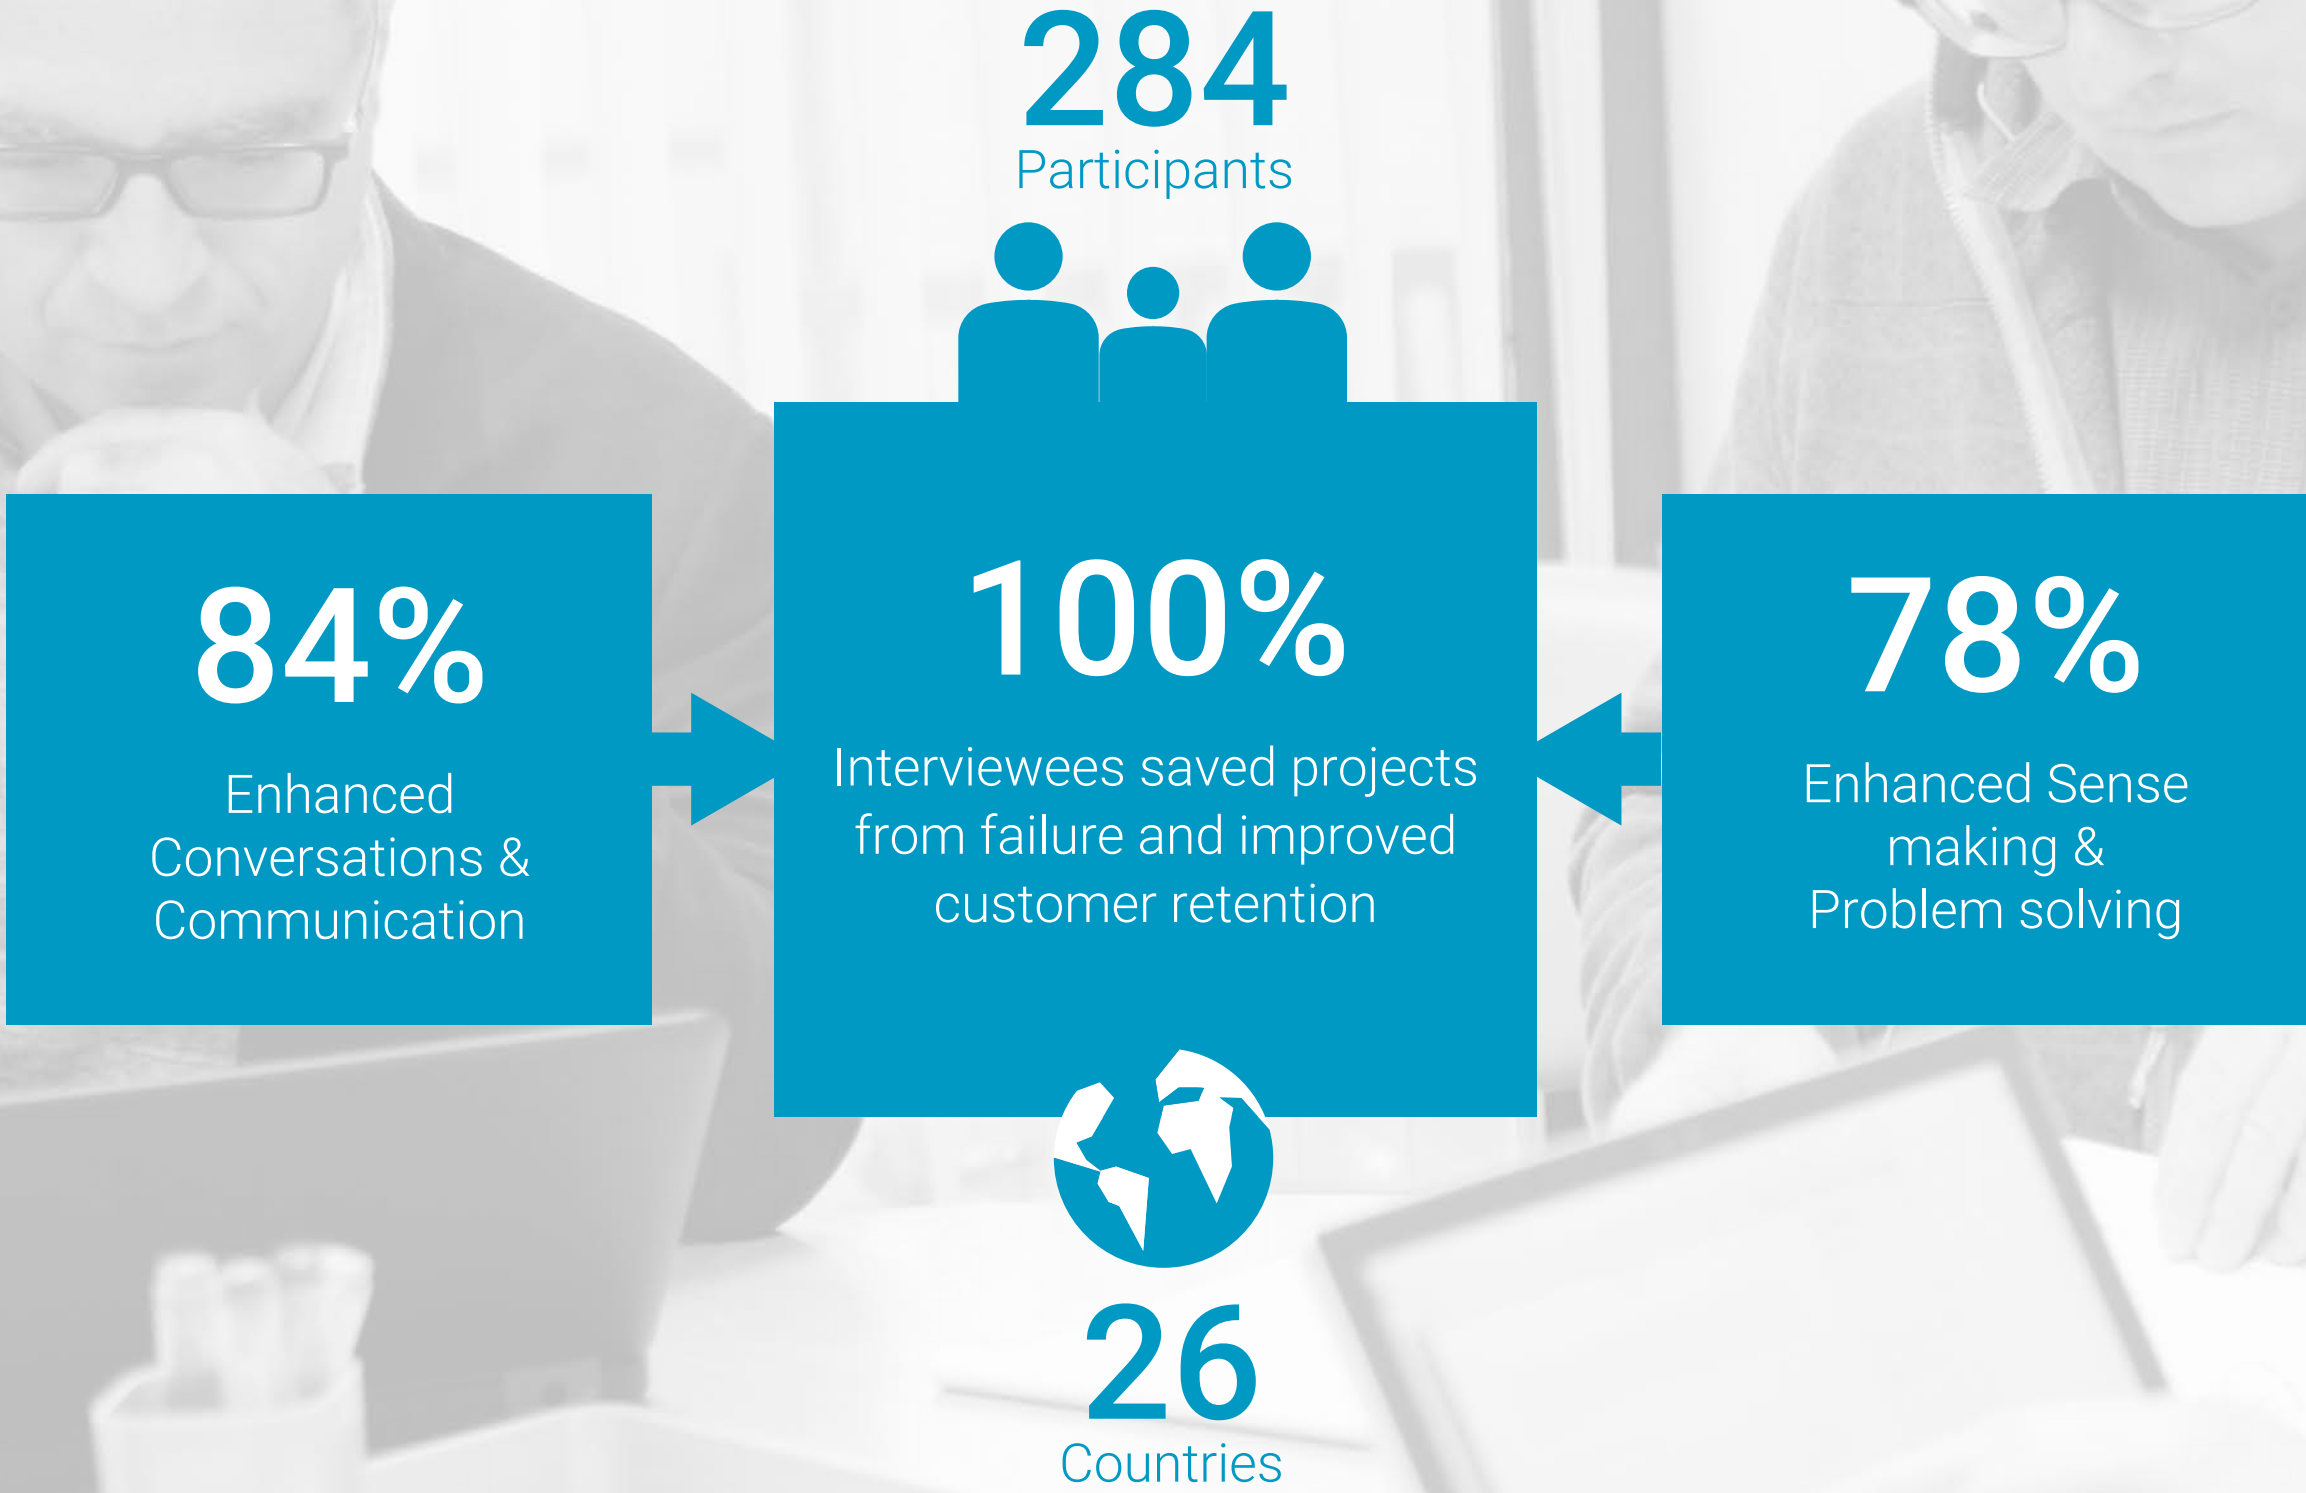 284
Participants
84%
Enhanced
Conversations &
Communication
100%
Interviewees saved projects
from failure and improved
customer retention
78%
Enhanced Sense
making &
Problem solving
26
Countries